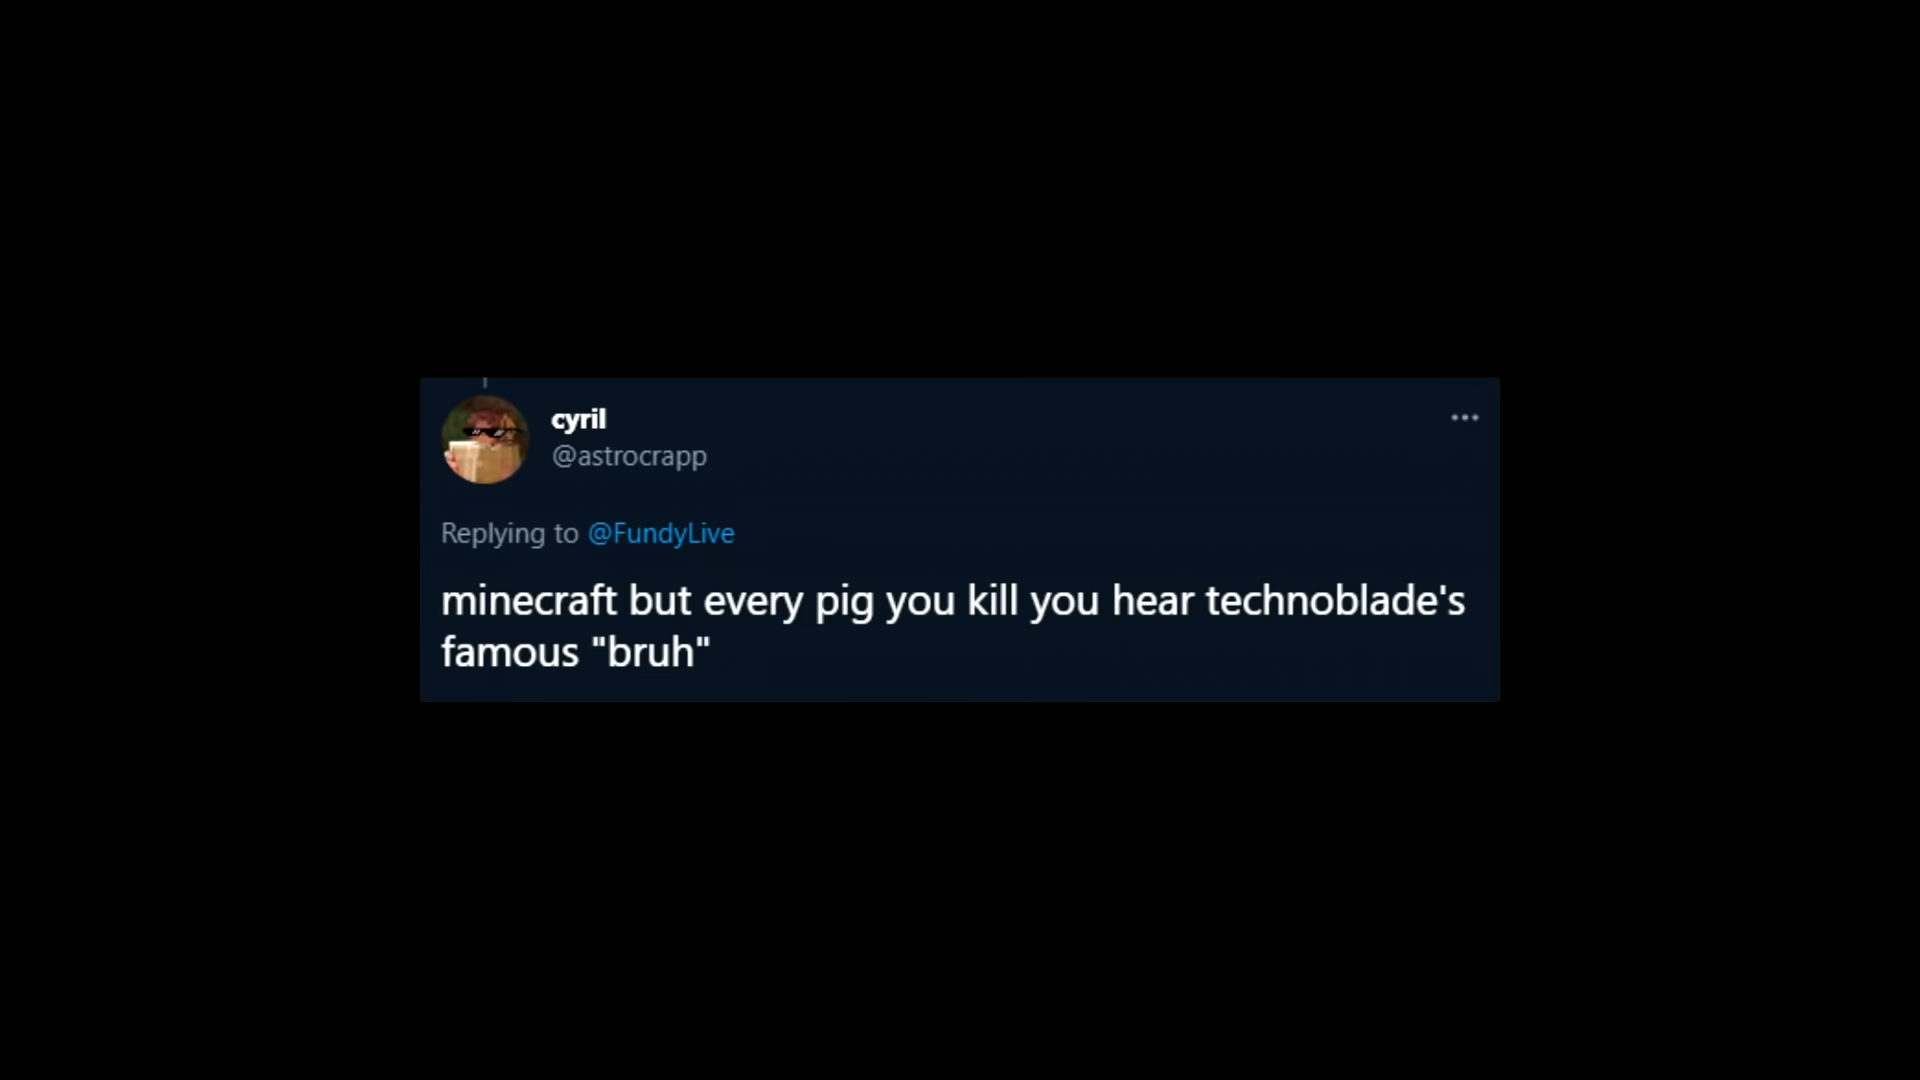 cyril
@astrocrapp
Replying to @FundyLive
minecraft but every pig you kill you hear technoblade's
famous "bruh"